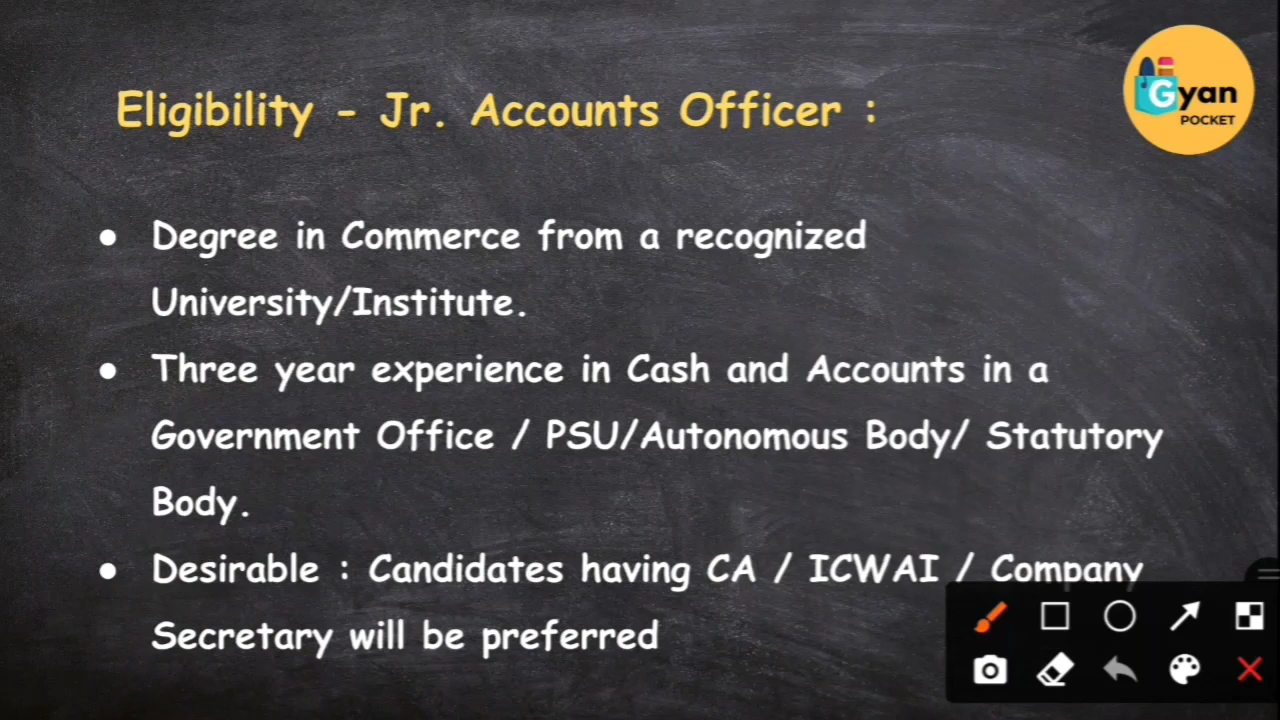 Eligibility - Jr. Accounts Officer :
Gyan
POCKET
• Degree in Commerce from a recognized
University/Institute.
• Three year experience in Cash and Accounts in a
Government Office / PSU/Autonomous Body/ Statutory
Body.
• Desirable : Candidates having CA / ICWAI / Company
Secretary will be preferred